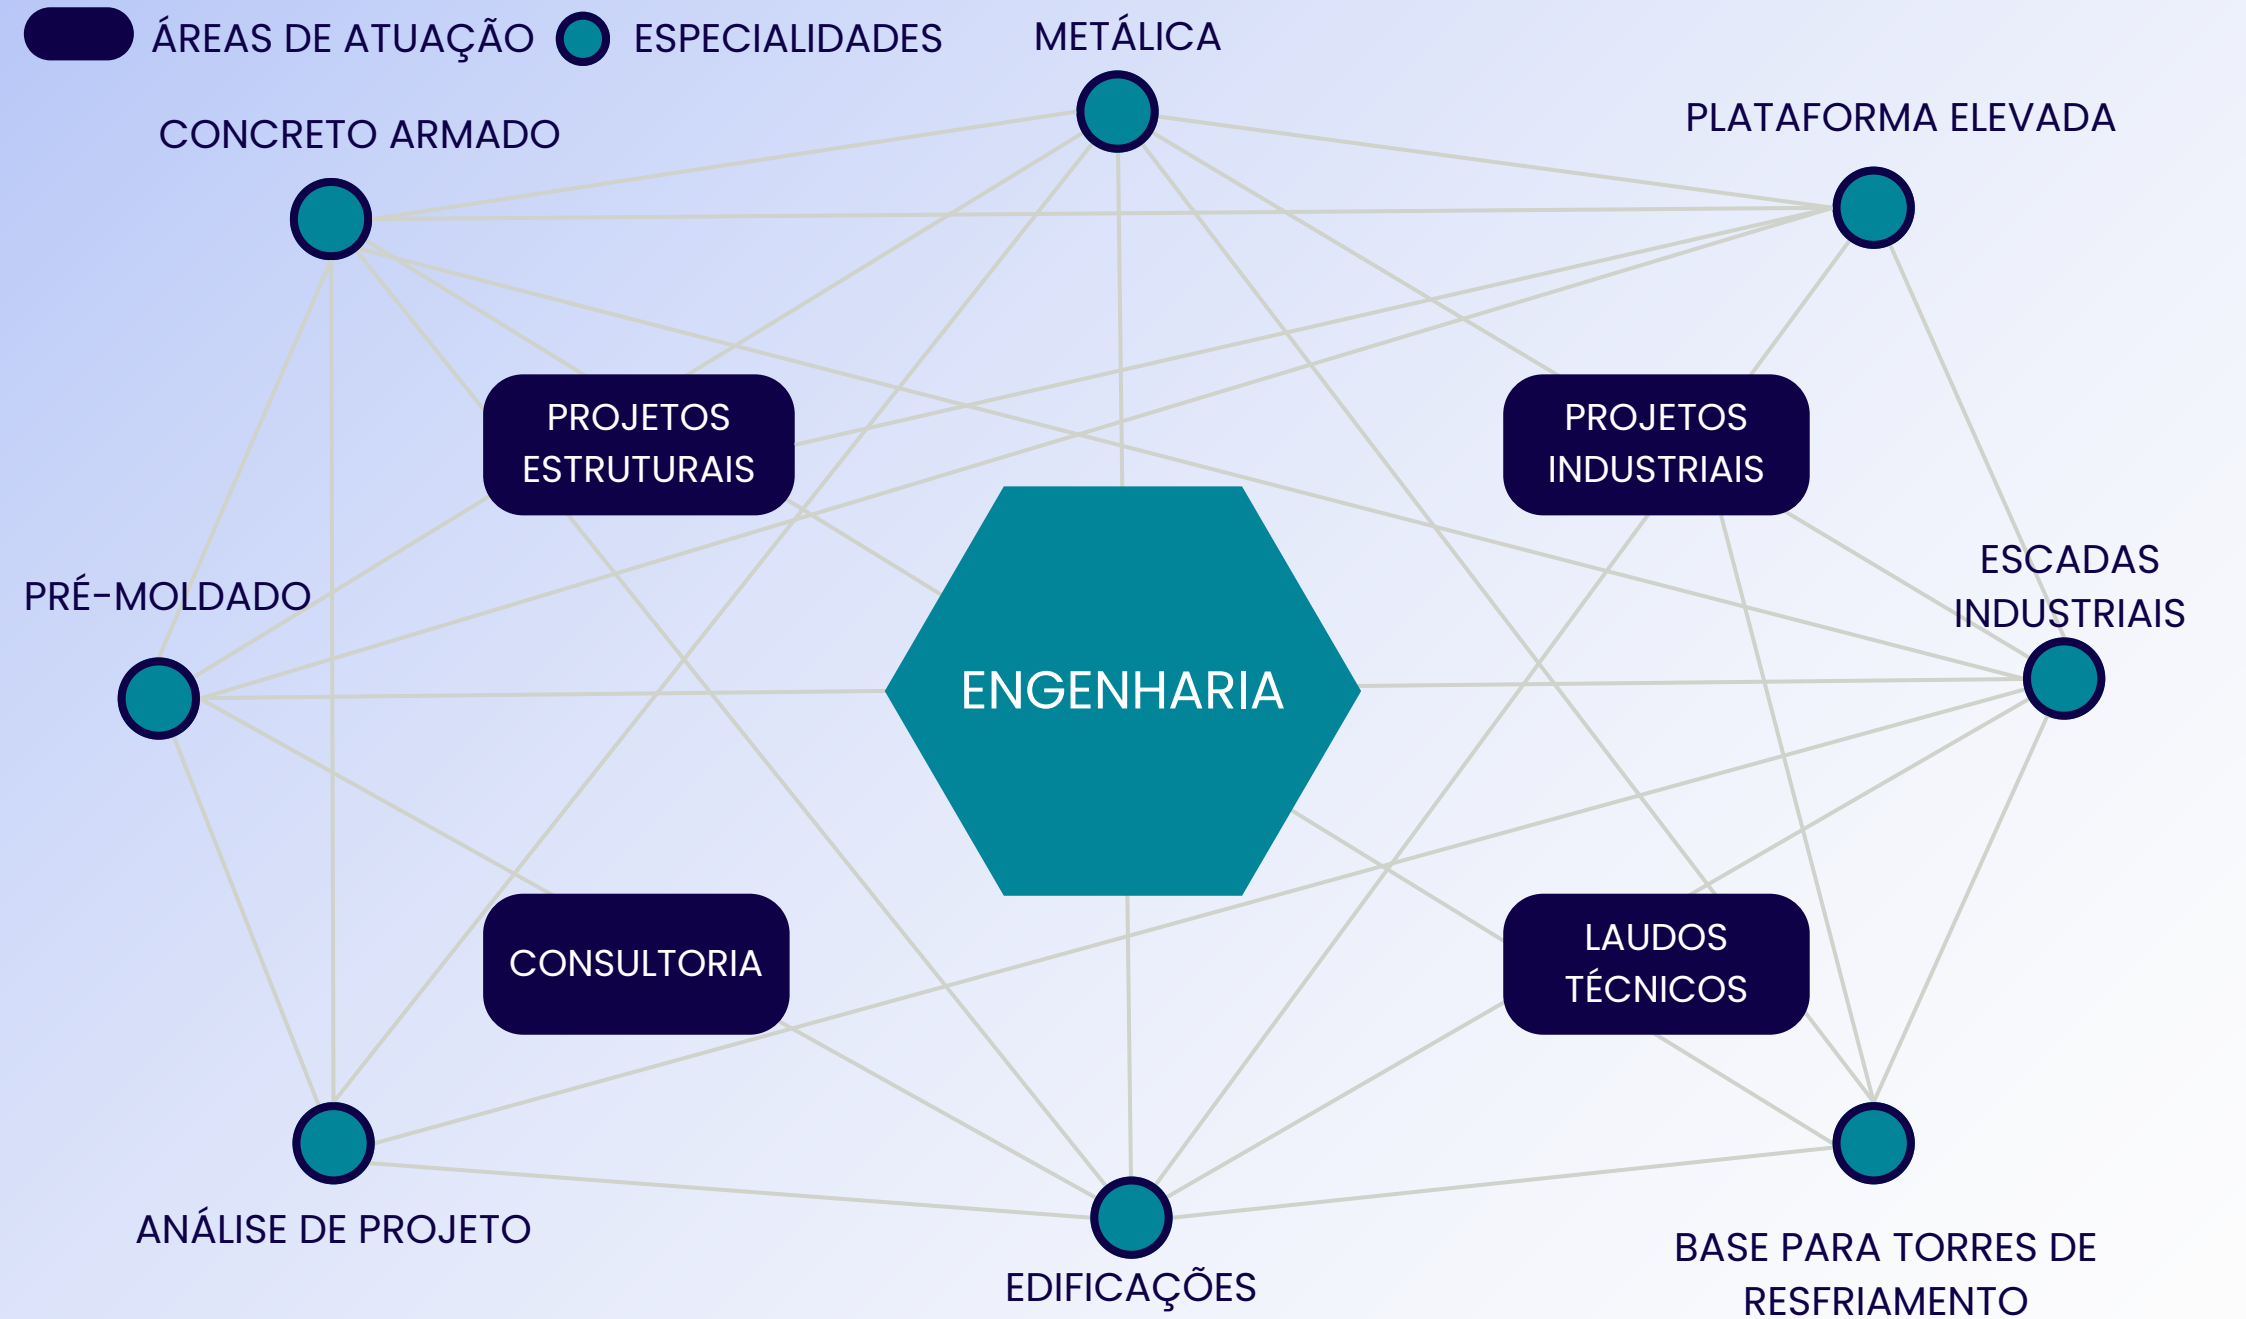 ÁREAS DE ATUAÇÃO
ESPECIALIDADES
METÁLICA
CONCRETO ARMADO
PLATAFORMA ELEVADA
PROJETOS
ESTRUTURAIS
PROJETOS
INDUSTRIAIS
PRÉ-MOLDADO
ESCADAS
INDUSTRIAIS
ENGENHARIA
CONSULTORIA
LAUDOS
TÉCNICOS
ANÁLISE DE PROJETO
EDIFICAÇÕES
BASE PARA TORRES DE
RESFRIAMENTO